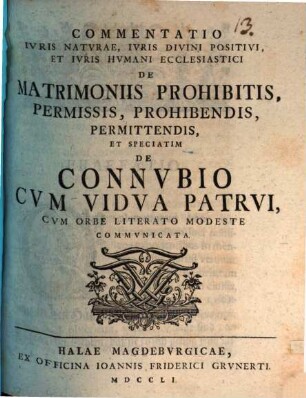 13.
COMMENTATIO
IVRIS NATVRAE, IVRIS DIVINI POSITIVI,
ET IVRIS HVMANI ECCLESIASTICI
DE
MATRIMONIIS PROHIBITIS,
PERMISSIS, PROHIBENDIS,
PERMITTENDIS,
ET SPECIATIM
DE
CONNVBIO
CVM VIDVA PATRVI,
CVM ORBE LITERATO MODESTE
COMMVNICATA.
HALAE MAGDEBVRGICAE,
EX OFFICINA IOANNIS FRIDERICI GRVNERTI.
MDCCLI.